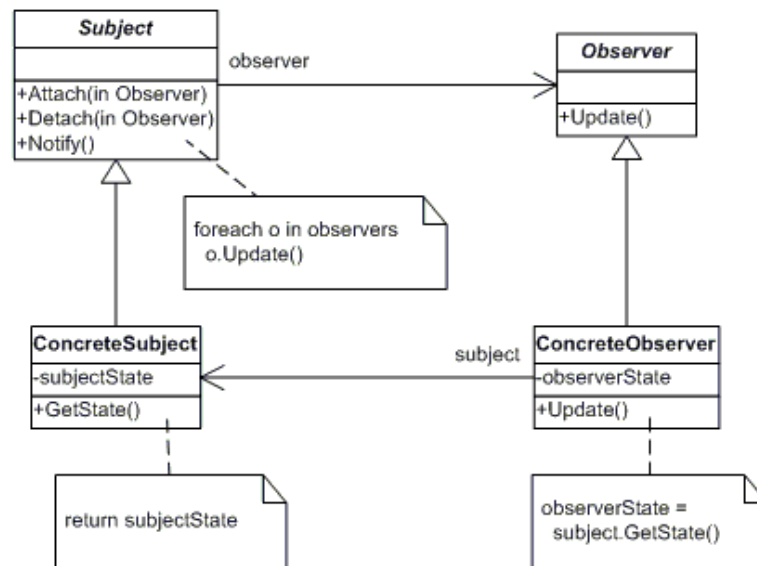 Subject
+Attach(in Observer)
+Detach(in Observer)
+Notify()
observer
Observer
+Update()
foreach o in observers
o.Update()
ConcreteSubject
-subjectState
+GetState()
subject
ConcreteObserver
-observerState
+Update()
return subjectState
observerState =
subject.GetState()